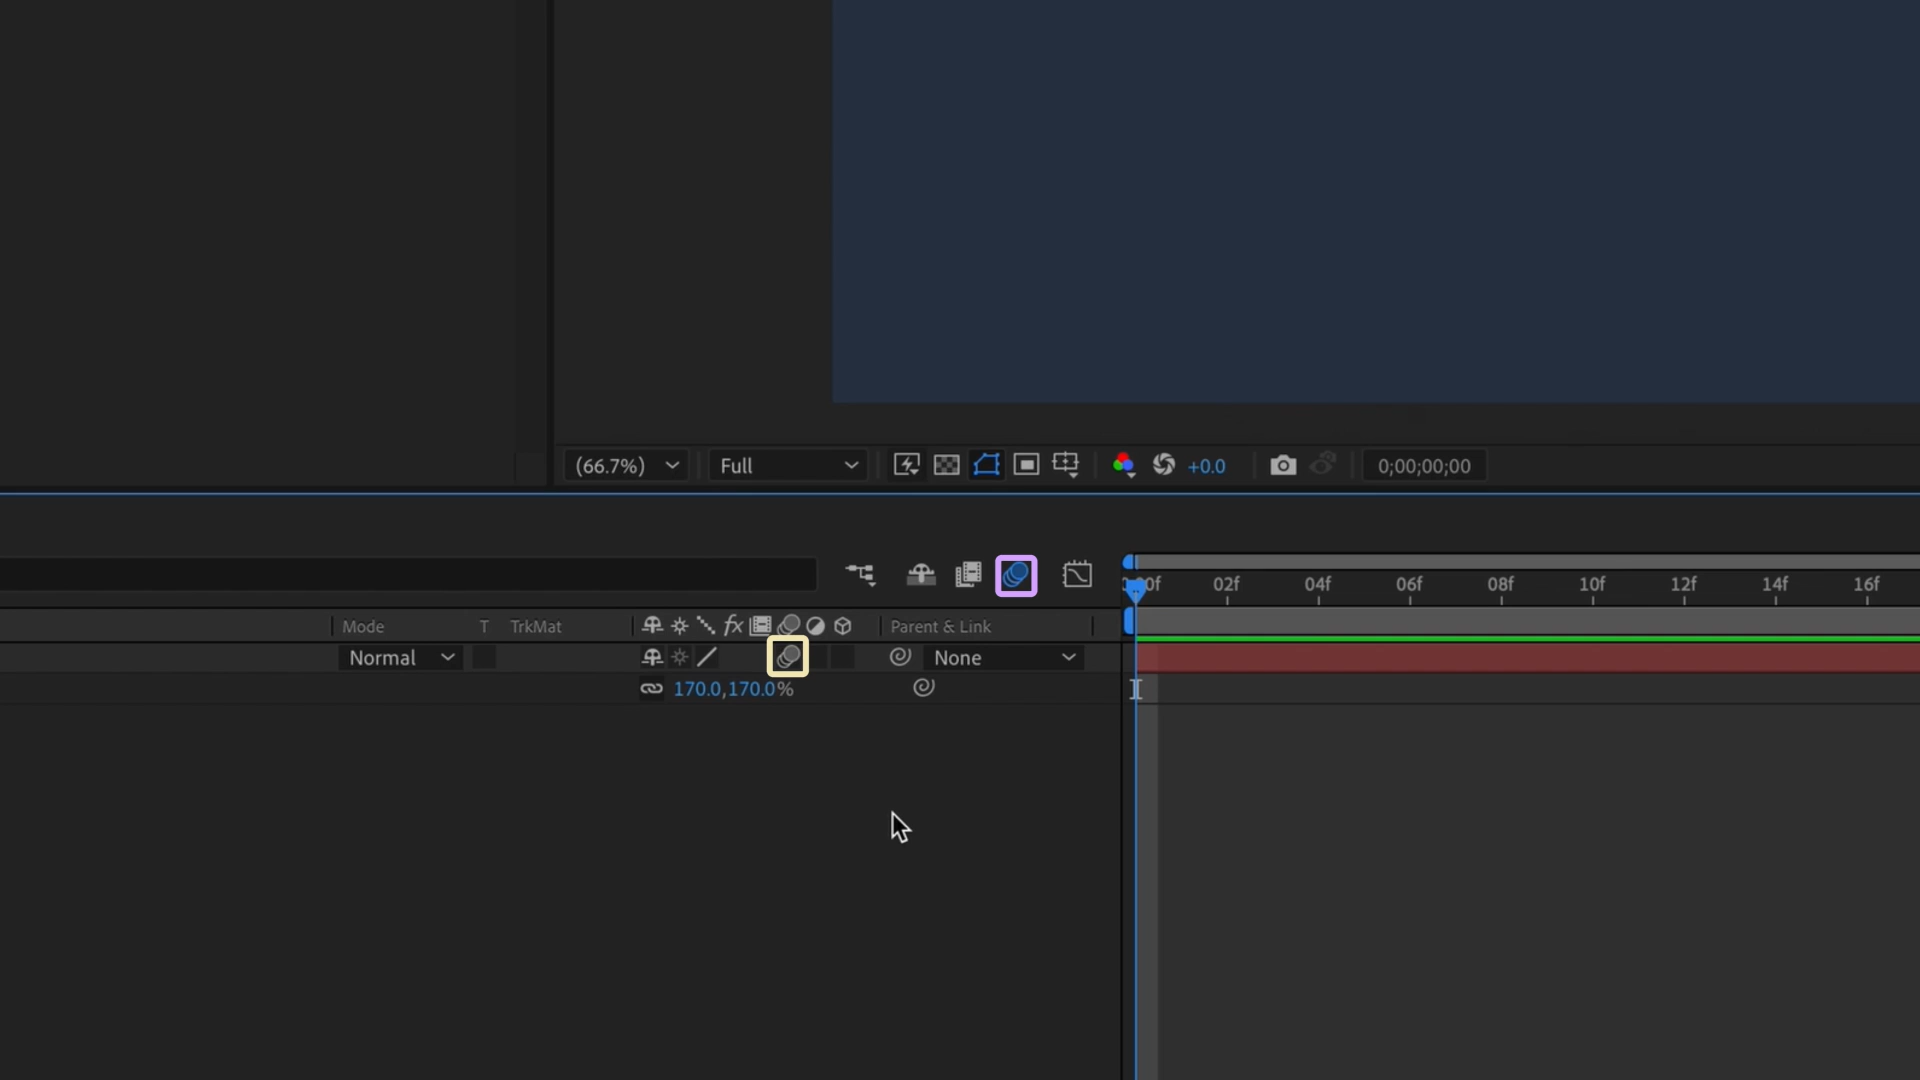 (66.7%) Full +0.0 0;00;00;00
02f 04f 06f 08f 10f 12f 14f 16f
Mode T TrkMat fx Parent & Link
Normal None
170.0,170.0%